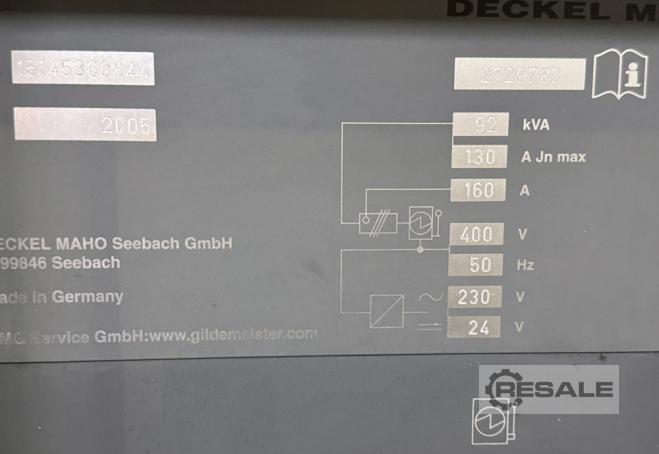 DECKEL M
15145360844
2729783
2005
92 kVA
130 A Jn max
160 A
400 V
50 Hz
230 V
24 V
ECKEL MAHO Seebach GmbH
99846 Seebach
ade in Germany
MG Service GmbH:www.gildemeister.com
RESALE